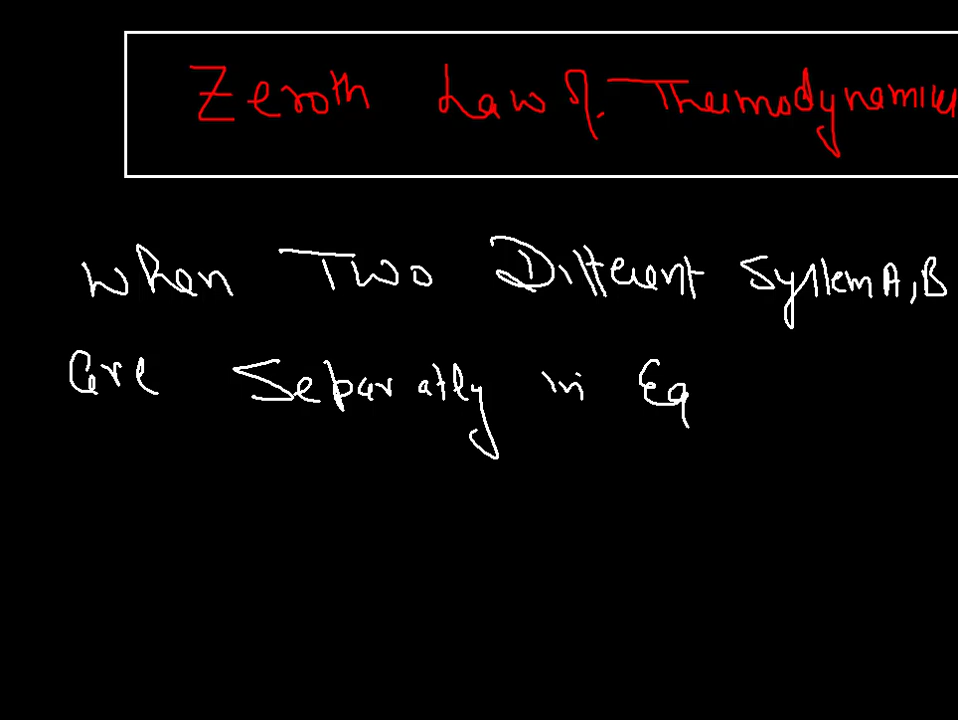 Zeroth Law of Thermodynamics
When Two Different System A, B
are Separatly in Eq